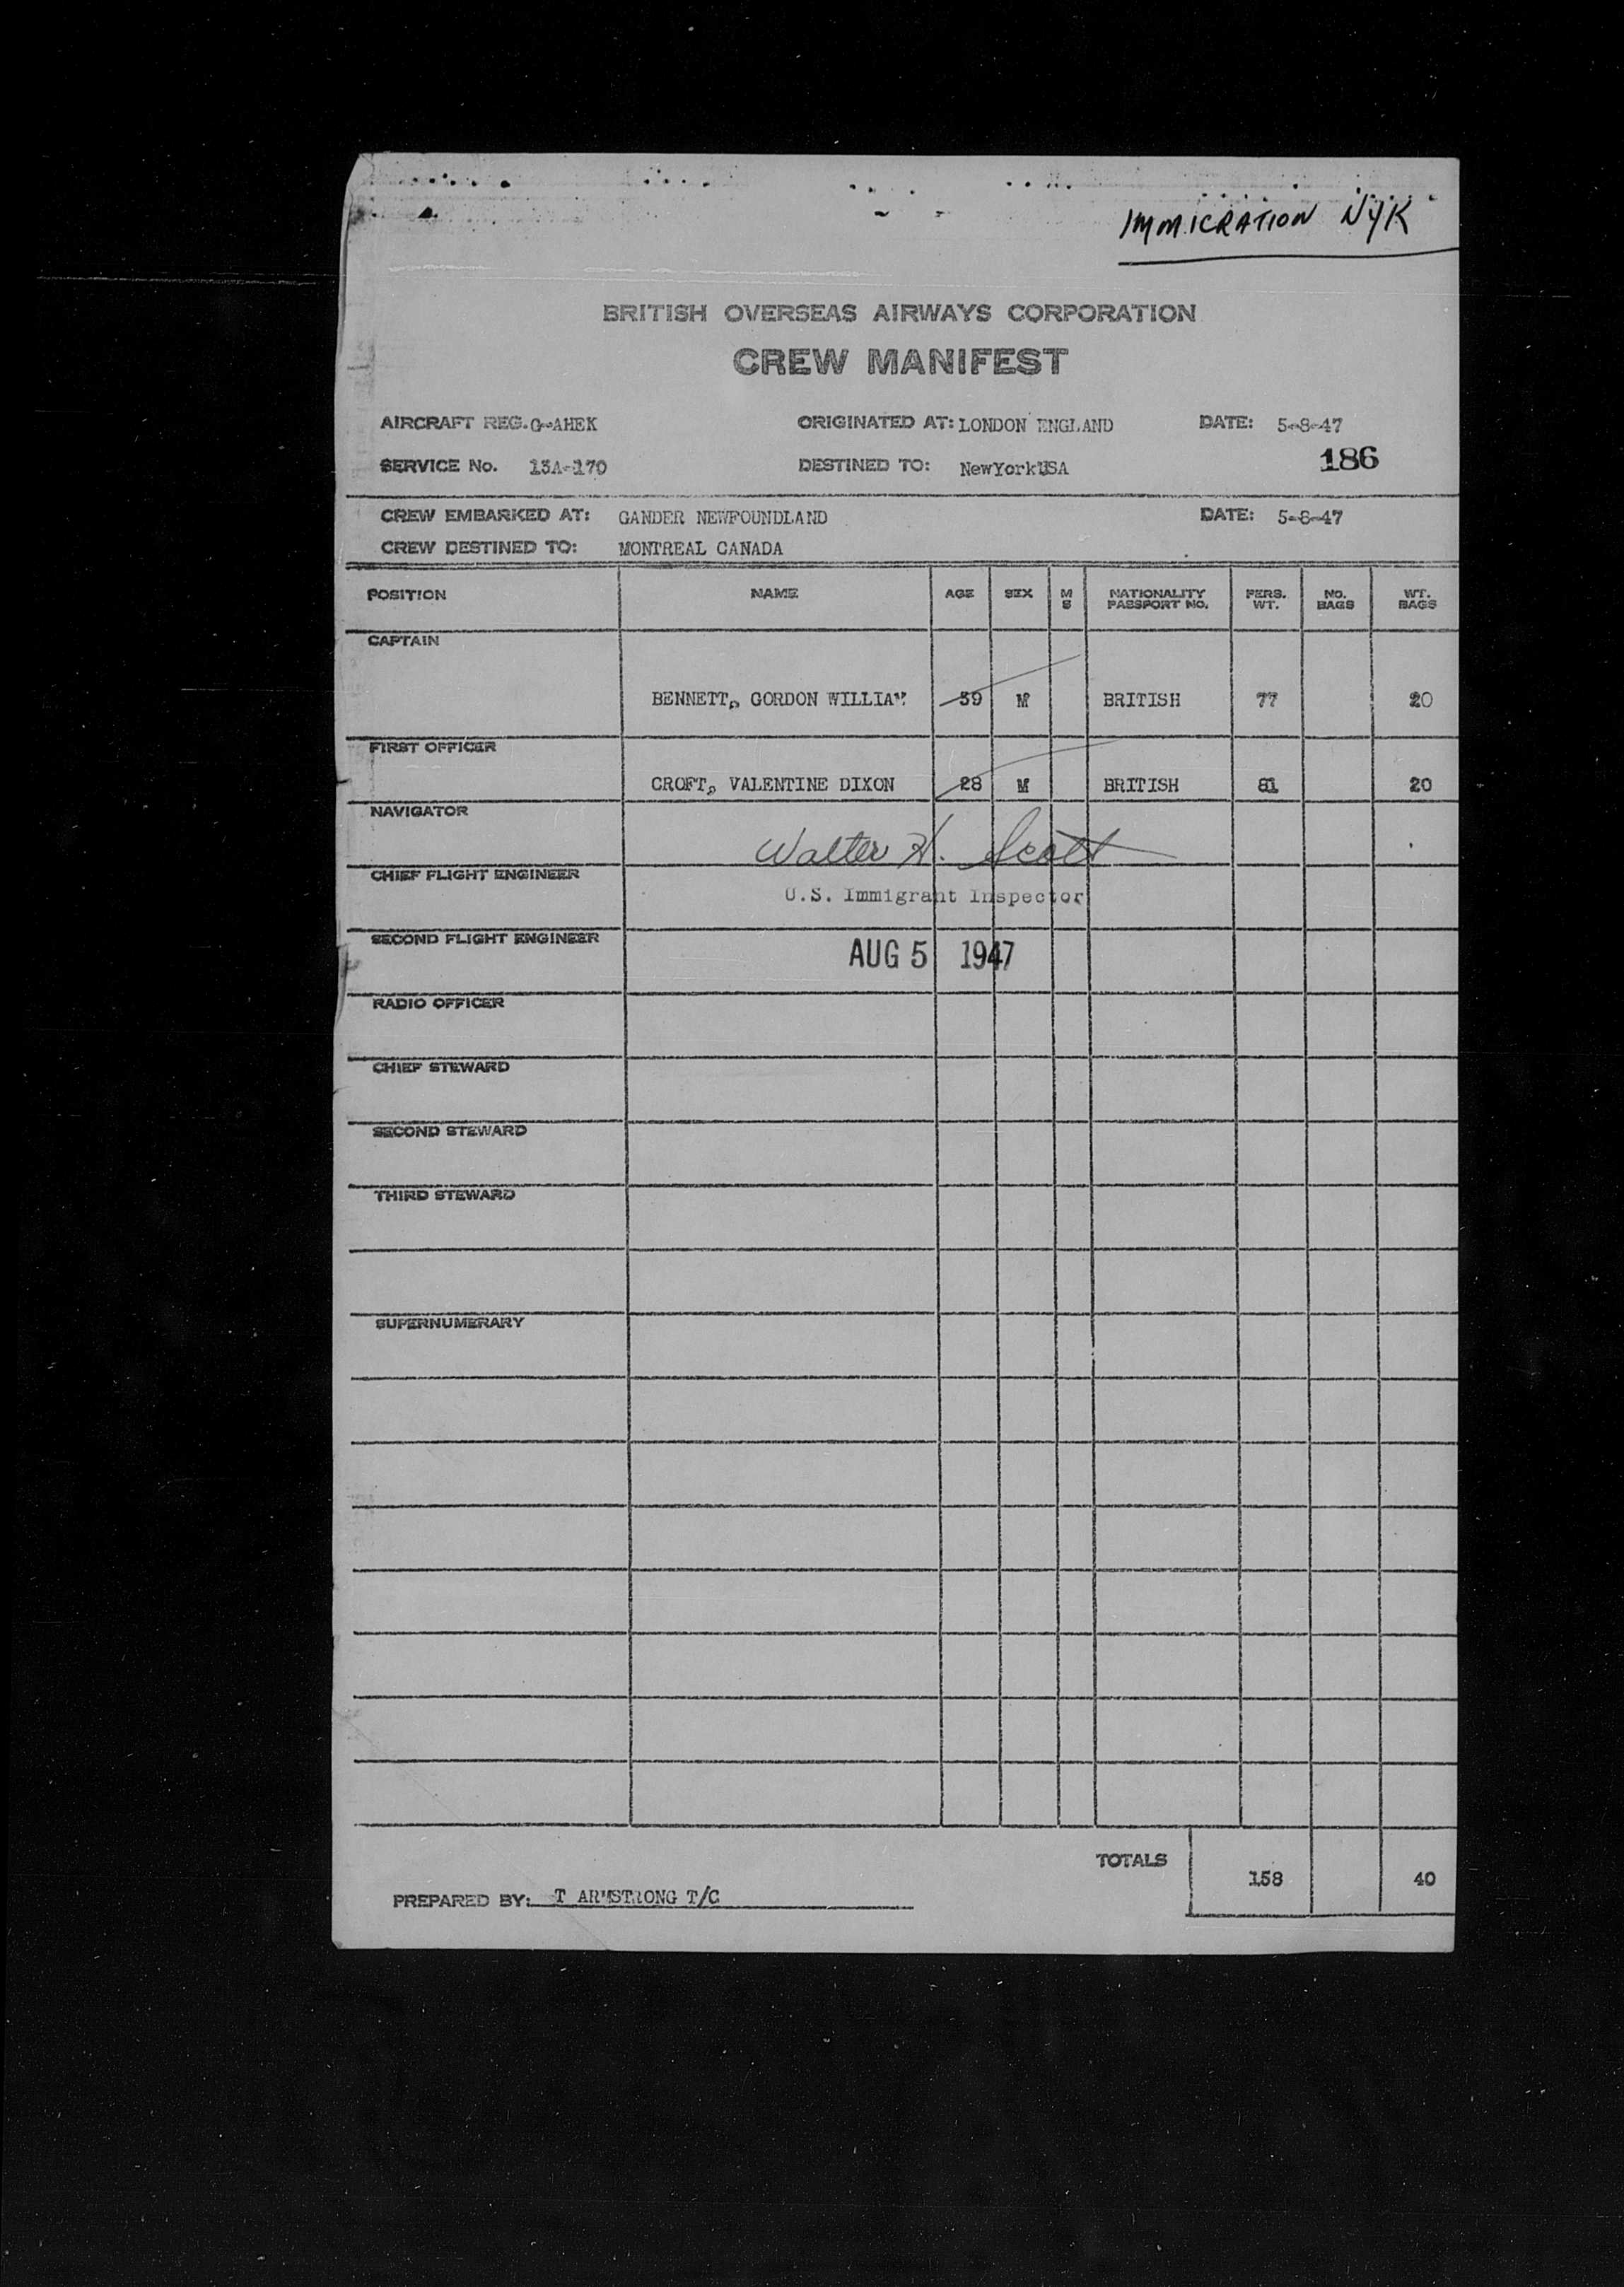 IMMIGRATION NYK
BRITISH OVERSEAS AIRWAYS CORPORATION
CREW MANIFEST
AIRCRAFT REG. G-AHEK ORIGINATED AT: LONDON ENGLAND DATE: 5-8-47
SERVICE No. 13A-170 DESTINED TO: NewYorkUSA 186
CREW EMBARKED AT: GANDER NEWFOUNDLAND DATE: 5-8-47
CREW DESTINED TO: MONTREAL CANADA
POSITION NAME AGE SEX M S NATIONALITY PASSPORT NO. PERS. WT. NO. BAGS WT. BAGS
CAPTAIN
BENNETT, GORDON WILLIAM 39 M BRITISH 77 20
FIRST OFFICER
CROFT, VALENTINE DIXON 28 M BRITISH 81 20
NAVIGATOR
Walter H. Scott
CHIEF FLIGHT ENGINEER
U.S. Immigrant Inspector
SECOND FLIGHT ENGINEER
AUG 5 1947
RADIO OFFICER
CHIEF STEWARD
SECOND STEWARD
THIRD STEWARD
SUPERNUMERARY
TOTALS 158 40
PREPARED BY: T ARMSTRONG T/C